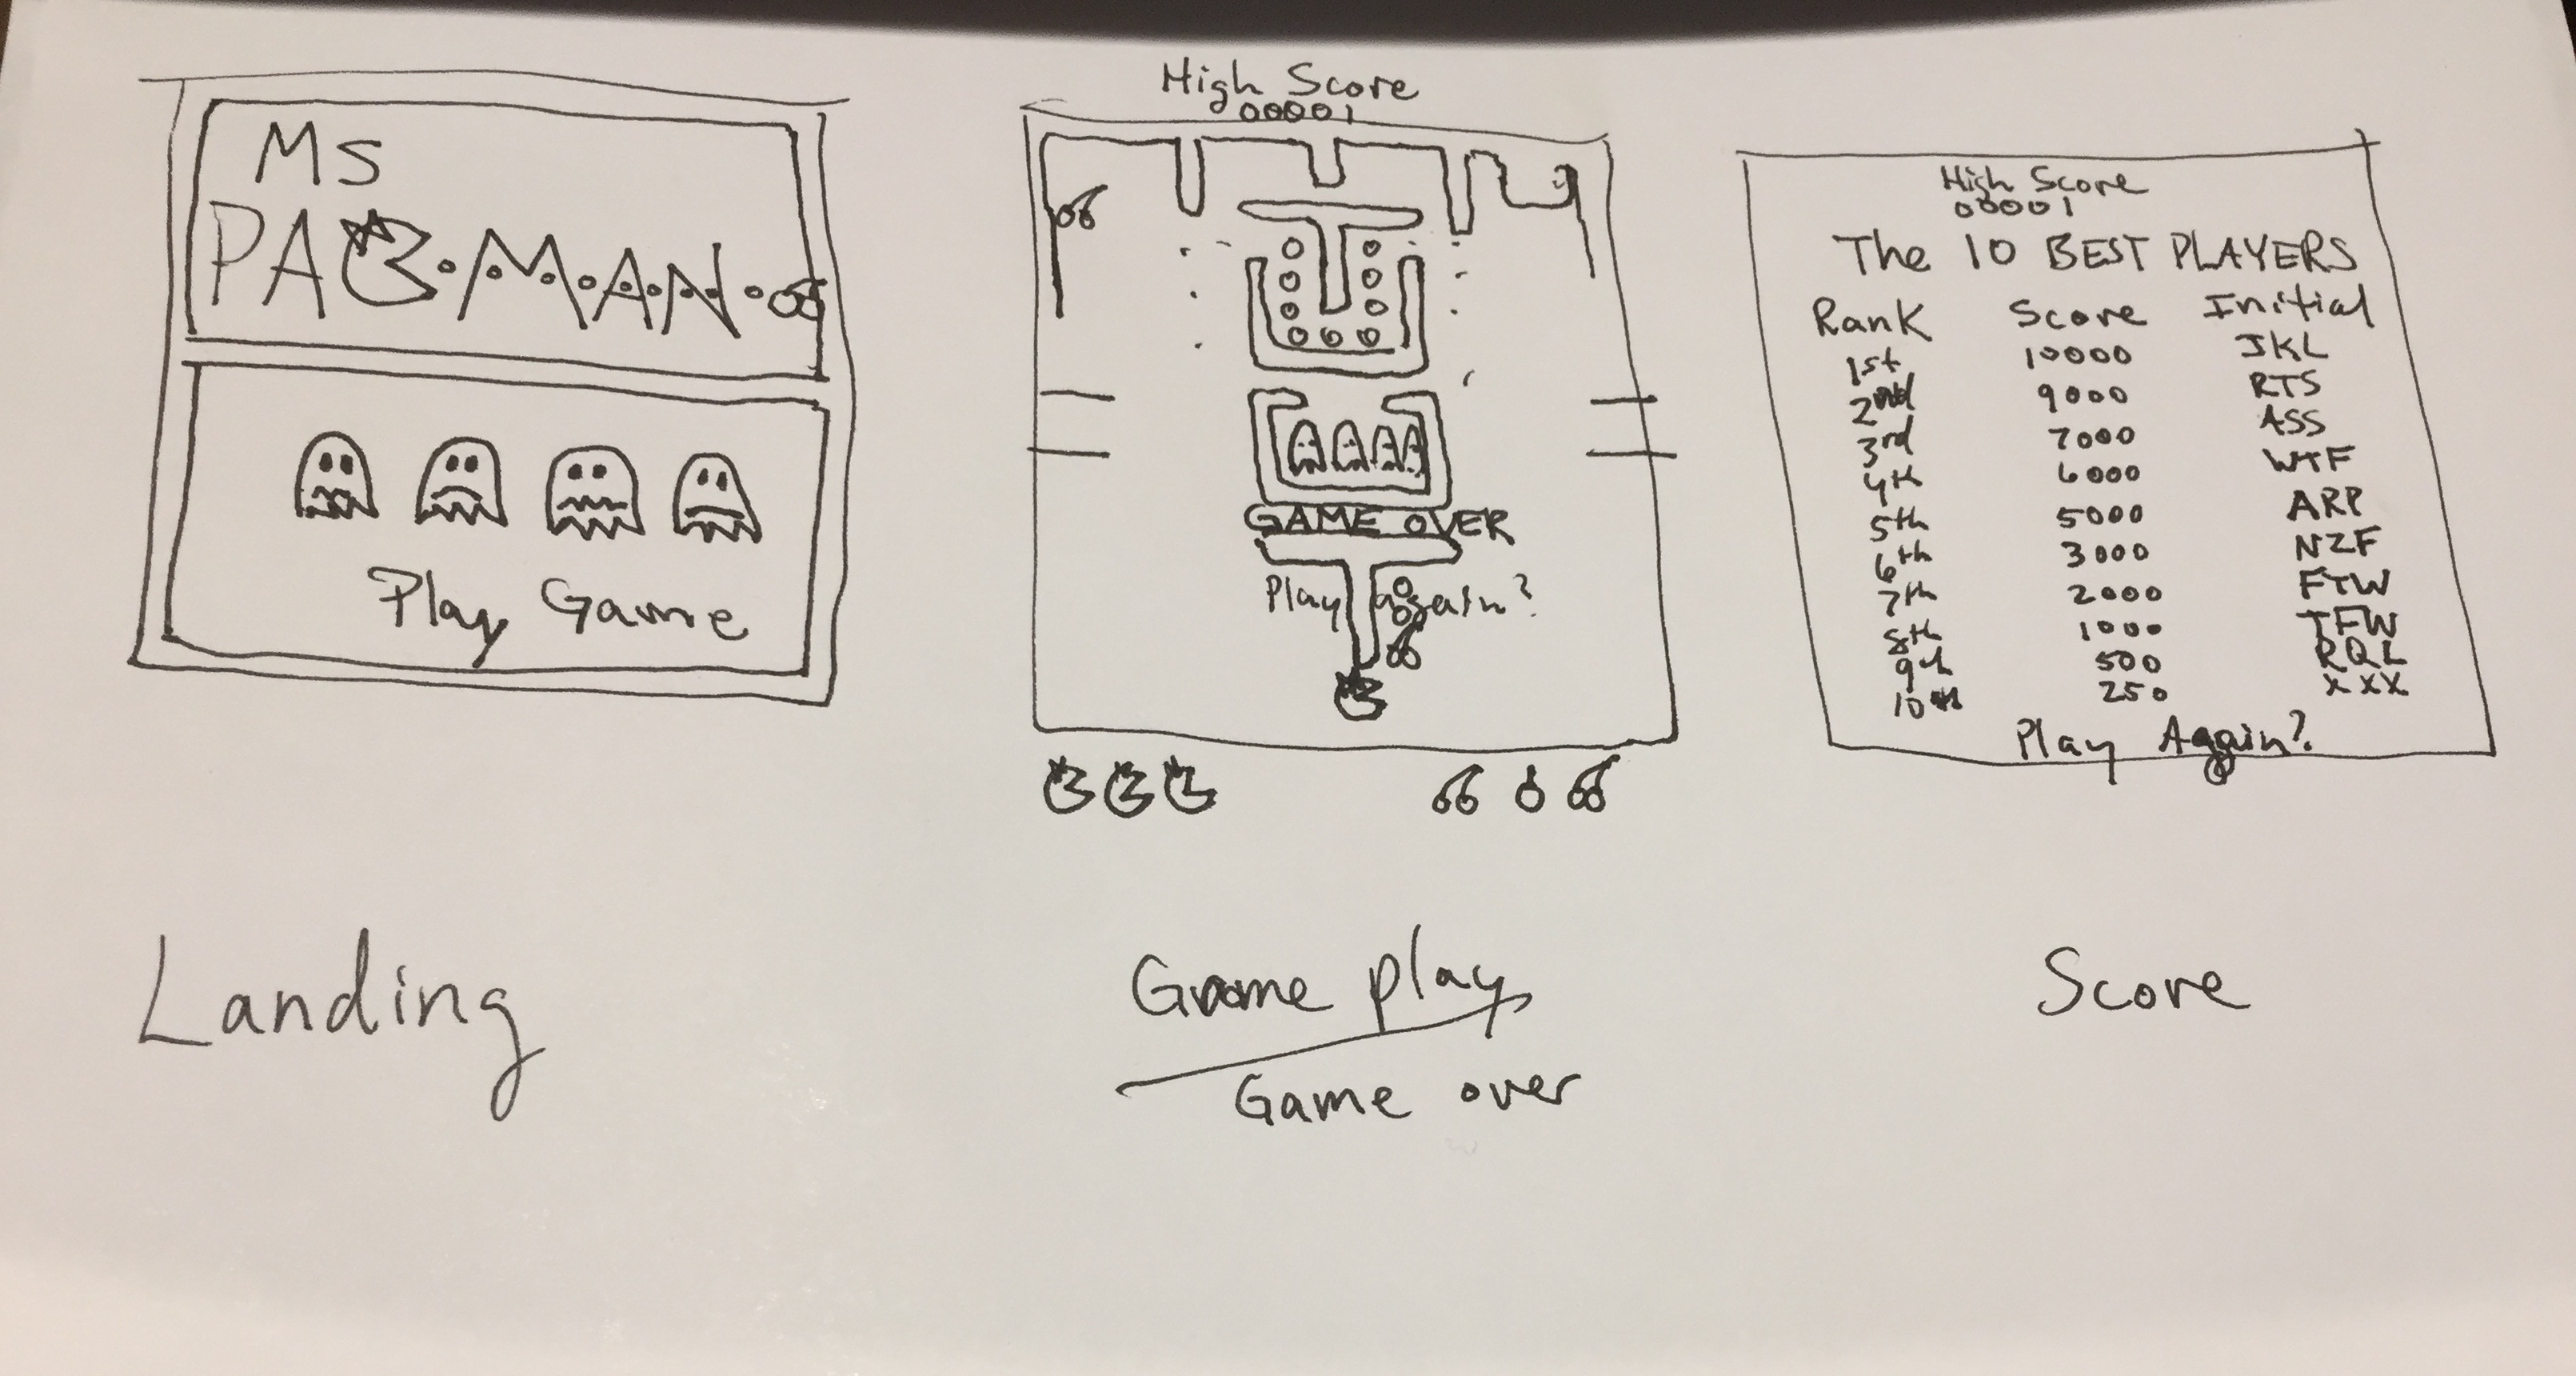 MS
PAC·M·A·N·
Play Game
Landing
High Score
00001
GAME OVER
Play again?
Game play
Game over
High Score
00001
The 10 BEST PLAYERS
Rank Score Initial
1st 10000 JKL
2nd 9000 RTS
3rd 7000 ASS
4th 6000 WTF
5th 5000 ARP
6th 3000 NZF
7th 2000 FTW
8th 1000 TFW
9th 500 RQL
10th 250 XXX
Play Again?
Score